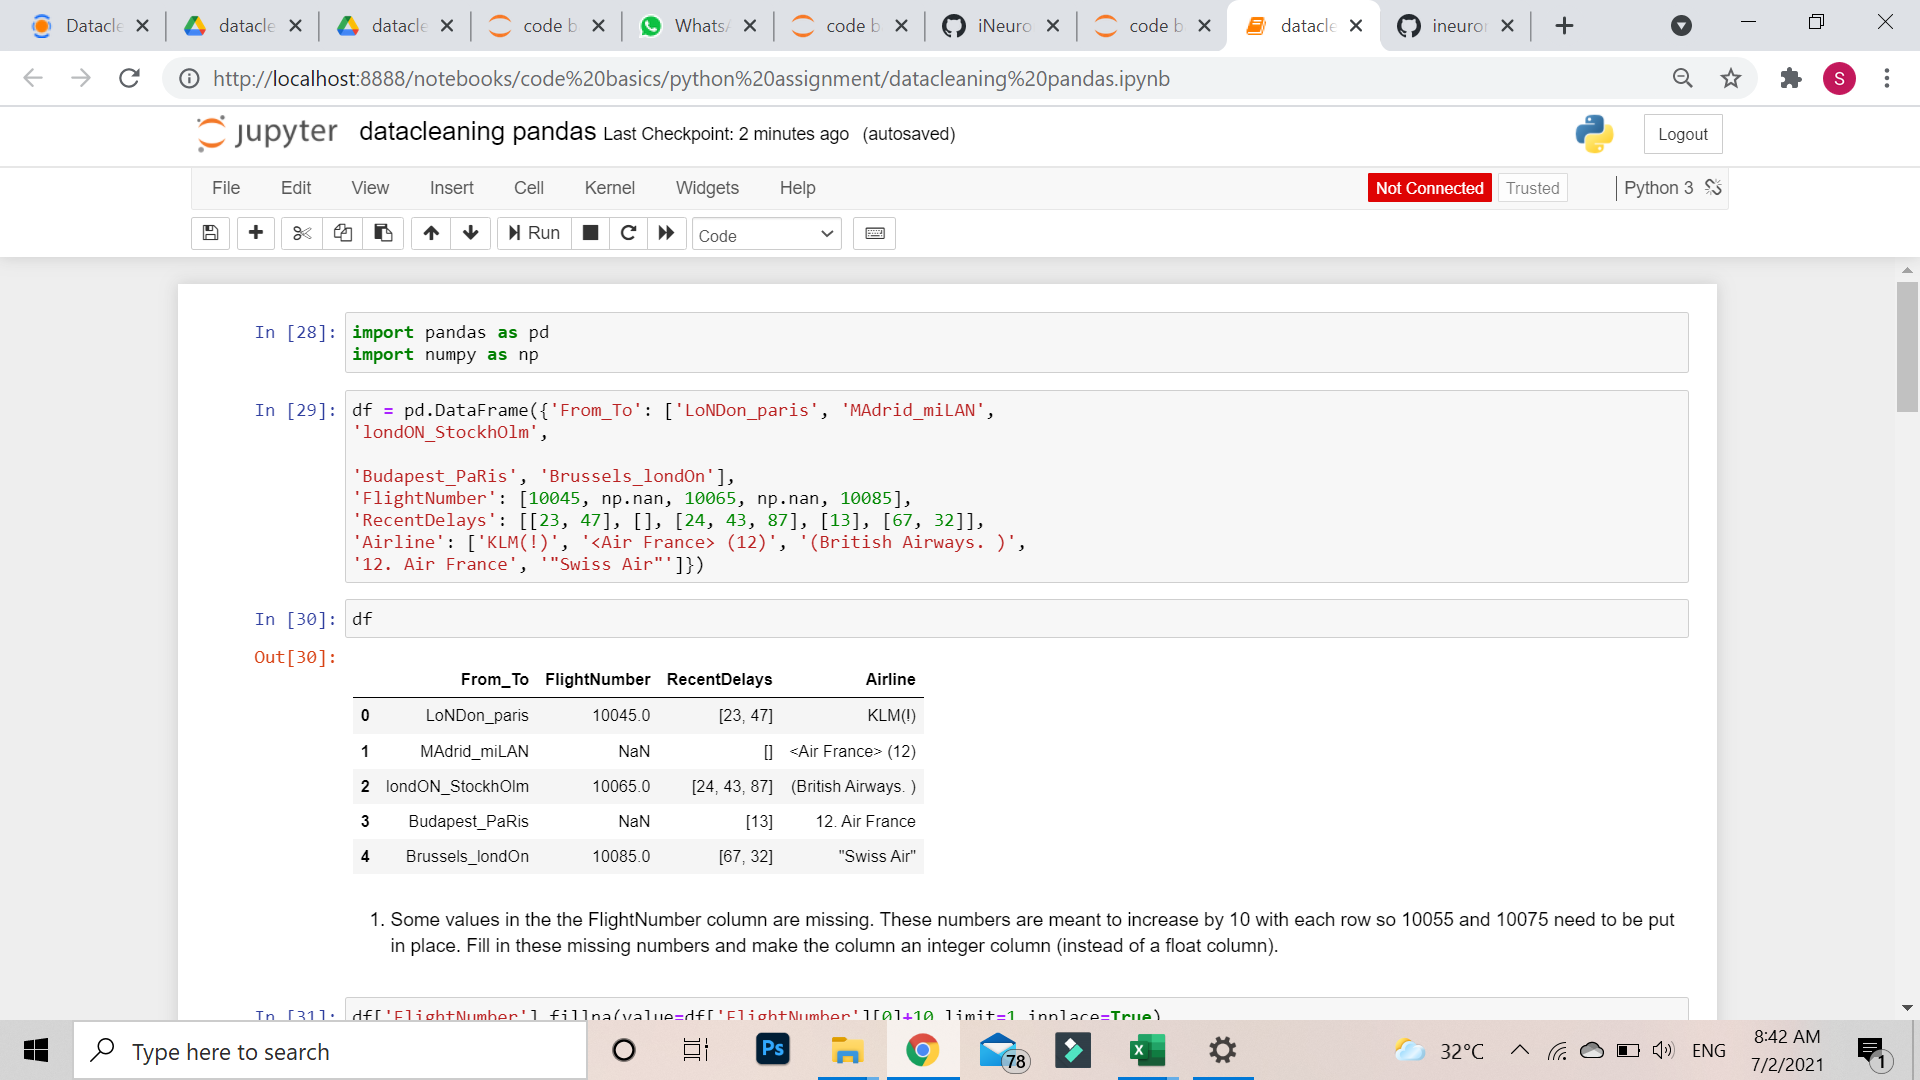 Datacle
datacle
datacle
code b
WhatsA
code b
iNeuro
code b
datacle
ineuron
http://localhost:8888/notebooks/code%20basics/python%20assignment/datacleaning%20pandas.ipynb
S
jupyter datacleaning pandas Last Checkpoint: 2 minutes ago (autosaved)
Logout
File Edit View Insert Cell Kernel Widgets Help
Not Connected Trusted Python 3
Run Code
In [28]: import pandas as pd
import numpy as np
In [29]: df = pd.DataFrame({'From_To': ['LoNDon_paris', 'MAdrid_miLAN',
'londON_StockhOlm',
'Budapest_PaRis', 'Brussels_londOn'],
'FlightNumber': [10045, np.nan, 10065, np.nan, 10085],
'RecentDelays': [[23, 47], [], [24, 43, 87], [13], [67, 32]],
'Airline': ['KLM(!)', '<Air France> (12)', '(British Airways. )',
'12. Air France', '"Swiss Air"']})
In [30]: df
Out[30]:
From_To FlightNumber RecentDelays Airline
0 LoNDon_paris 10045.0 [23, 47] KLM(!)
1 MAdrid_miLAN NaN [] <Air France> (12)
2 londON_StockhOlm 10065.0 [24, 43, 87] (British Airways. )
3 Budapest_PaRis NaN [13] 12. Air France
4 Brussels_londOn 10085.0 [67, 32] "Swiss Air"
1. Some values in the the FlightNumber column are missing. These numbers are meant to increase by 10 with each row so 10055 and 10075 need to be put
in place. Fill in these missing numbers and make the column an integer column (instead of a float column).
In [31]: df['FlightNumber'].fillna(value=df['FlightNumber'][0]+10,limit=1,inplace=True)
Type here to search
Ps
78
32°C
ENG
8:42 AM
7/2/2021
1